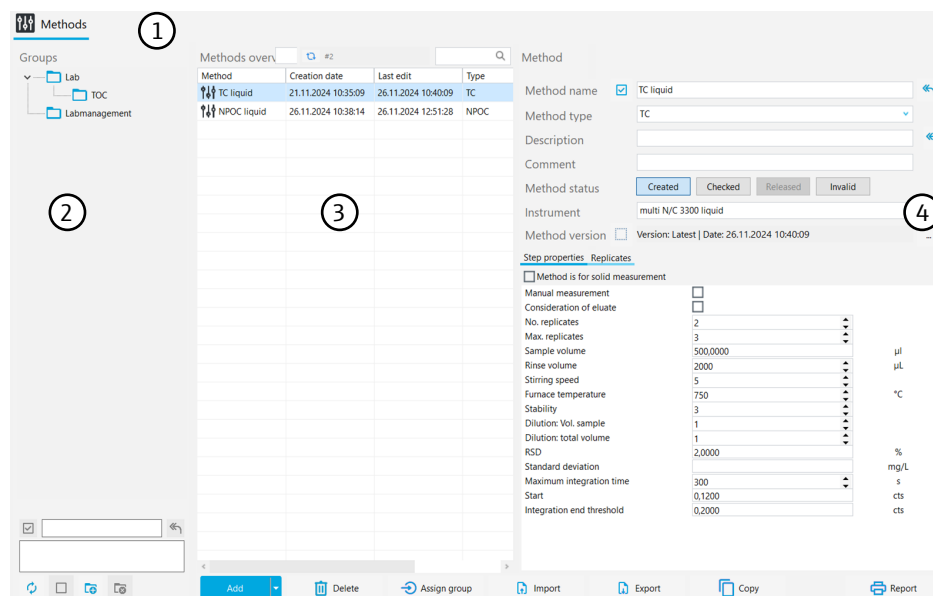 Methods
1
Groups
Lab
TOC
Labmanagement
2
Methods overv
#2
Method Creation date Last edit Type
TC liquid 21.11.2024 10:35:09 26.11.2024 10:40:09 TC
NPOC liquid 26.11.2024 10:38:14 26.11.2024 12:51:28 NPOC
3
Method
Method name TC liquid
Method type TC
Description
Comment
Method status Created Checked Released Invalid
Instrument multi N/C 3300 liquid
4
Method version Version: Latest | Date: 26.11.2024 10:40:09
Step properties Replicates
Method is for solid measurement
Manual measurement
Consideration of eluate
No. replicates 2
Max. replicates 3
Sample volume 500,0000 µl
Rinse volume 2000 µL
Stirring speed 5
Furnace temperature 750 °C
Stability 3
Dilution: Vol. sample 1
Dilution: total volume 1
RSD 2,0000 %
Standard deviation mg/L
Maximum integration time 300 s
Start 0,1200 cts
Integration end threshold 0,2000 cts
Add Delete Assign group Import Export Copy Report